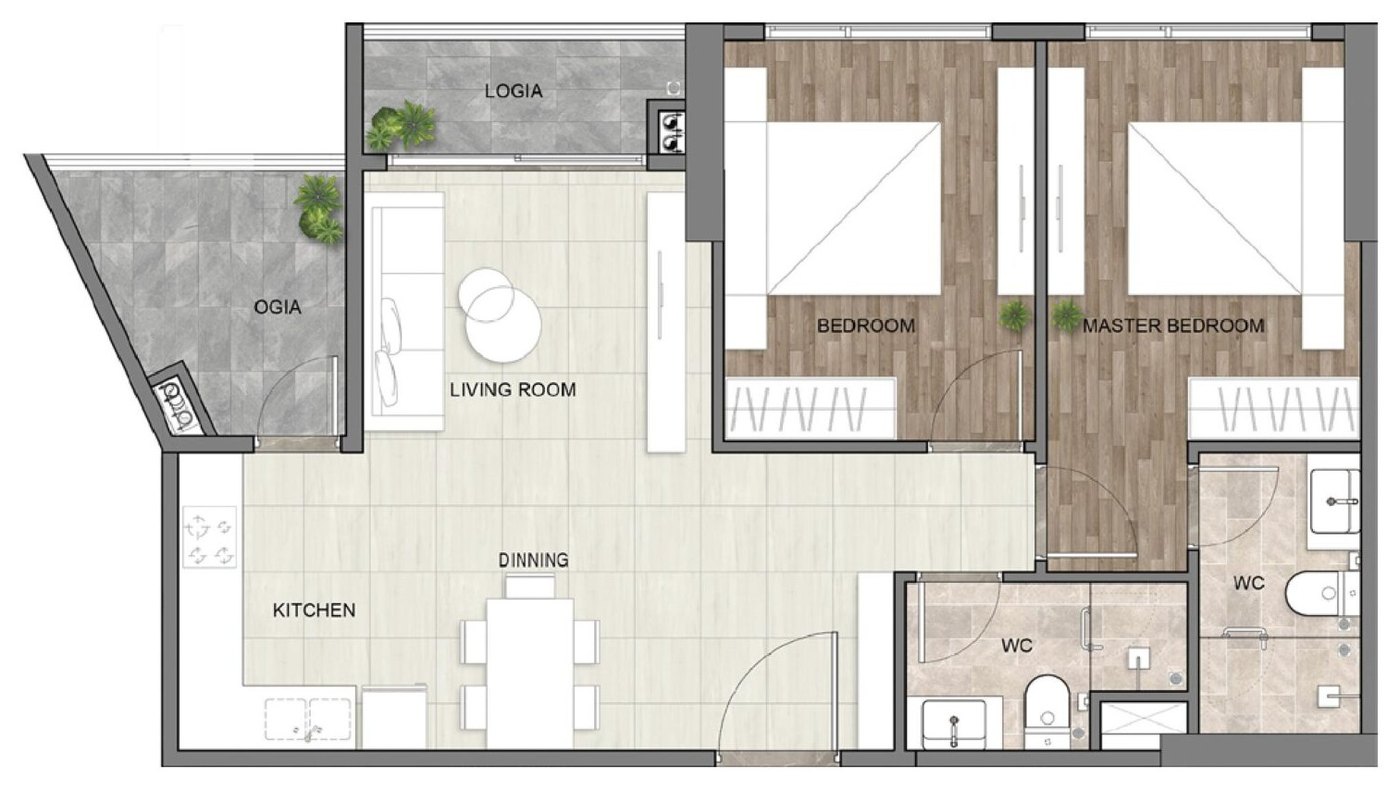 LOGIA
OGIA
BEDROOM
MASTER BEDROOM
LIVING ROOM
DINNING
KITCHEN
WC
WC